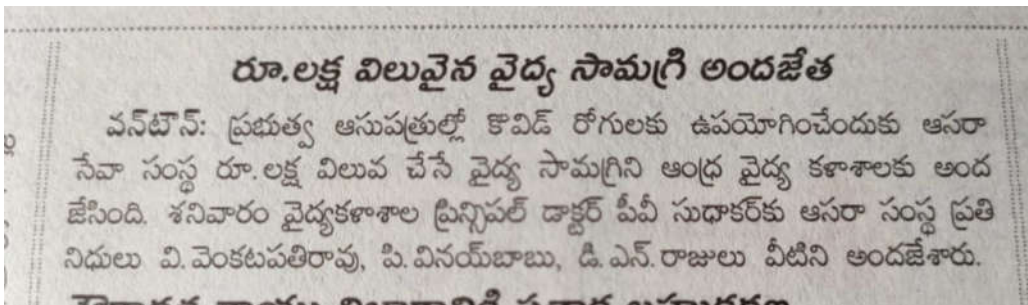 రూ.లక్ష విలువైన వైద్య సామగ్రి అందజేత
వన్‌టౌన్: ప్రభుత్వ ఆసుపత్రుల్లో కొవిడ్ రోగులకు ఉపయోగించేందుకు ఆసరా
సేవా సంస్థ రూ.లక్ష విలువ చేసే వైద్య సామగ్రిని ఆంధ్ర వైద్య కళాశాలకు అంద
జేసింది. శనివారం వైద్యకళాశాల ప్రిన్సిపల్ డాక్టర్ పీవీ సుధాకర్‌కు ఆసరా సంస్థ ప్రతి
నిధులు వి.వెంకటపతిరావు, పి.వినయ్‌బాబు, డి.ఎన్.రాజులు వీటిని అందజేశారు.